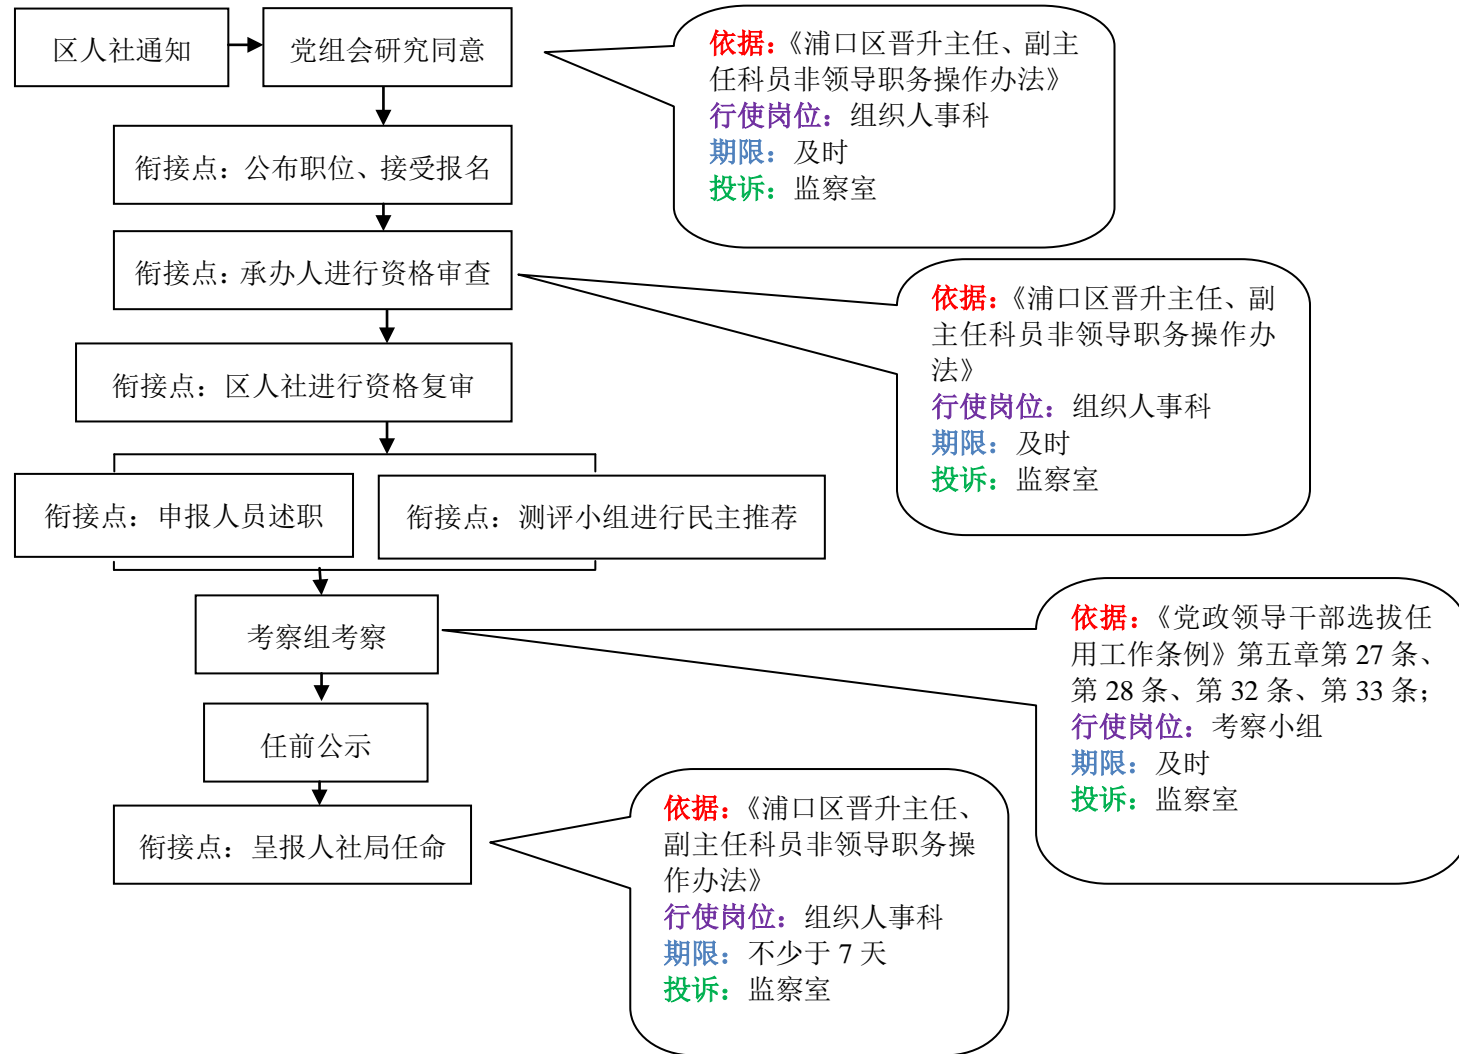 区人社通知
党组会研究同意
依据：《浦口区晋升主任、副主
任科员非领导职务操作办法》
行使岗位：组织人事科
期限：及时
投诉：监察室
衔接点：公布职位、接受报名
衔接点：承办人进行资格审查
依据：《浦口区晋升主任、副
主任科员非领导职务操作办
法》
行使岗位：组织人事科
期限：及时
投诉：监察室
衔接点：区人社进行资格复审
衔接点：申报人员述职
衔接点：测评小组进行民主推荐
考察组考察
依据：《党政领导干部选拔任
用工作条例》第五章第 27 条、
第 28 条、第 32 条、第 33 条；
行使岗位：考察小组
期限：及时
投诉：监察室
任前公示
衔接点：呈报人社局任命
依据：《浦口区晋升主任、
副主任科员非领导职务操
作办法》
行使岗位：组织人事科
期限：不少于 7 天
投诉：监察室